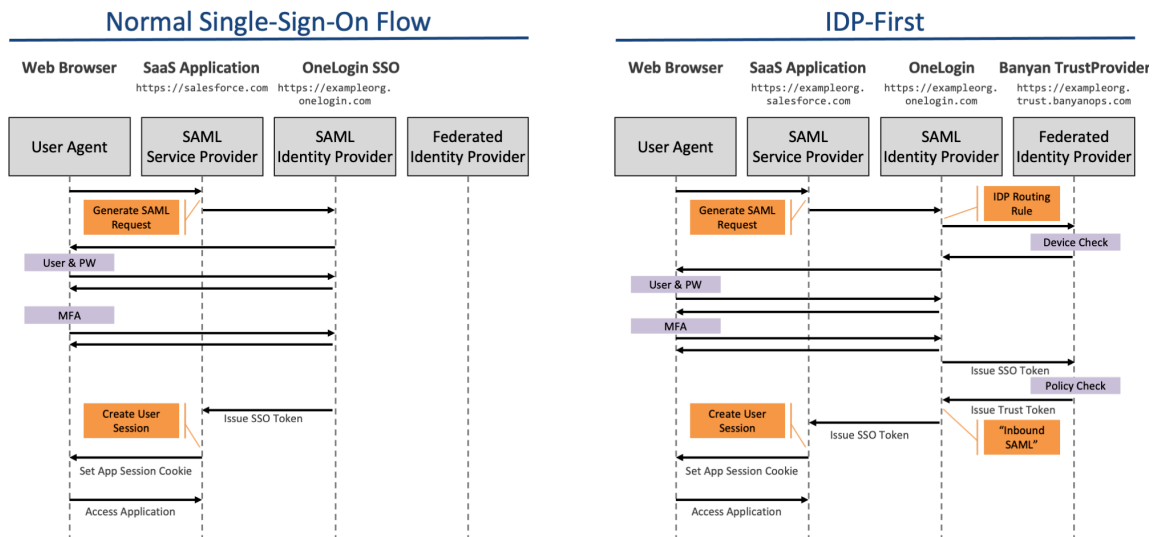 Normal Single-Sign-On Flow
Web Browser
SaaS Application
https://salesforce.com
OneLogin SSO
https://exampleorg.
onelogin.com
User Agent
SAML
Service Provider
SAML
Identity Provider
Federated
Identity Provider
Generate SAML
Request
User & PW
MFA
Issue SSO Token
Create User
Session
Set App Session Cookie
Access Application
IDP-First
Web Browser
SaaS Application
https://exampleorg.
salesforce.com
OneLogin
https://exampleorg.
onelogin.com
Banyan TrustProvider
https://exampleorg.
trust.banyanops.com
User Agent
SAML
Service Provider
SAML
Identity Provider
Federated
Identity Provider
Generate SAML
Request
IDP Routing
Rule
Device Check
User & PW
MFA
Issue SSO Token
Policy Check
Issue Trust Token
Create User
Session
Issue SSO Token
"Inbound
SAML"
Set App Session Cookie
Access Application